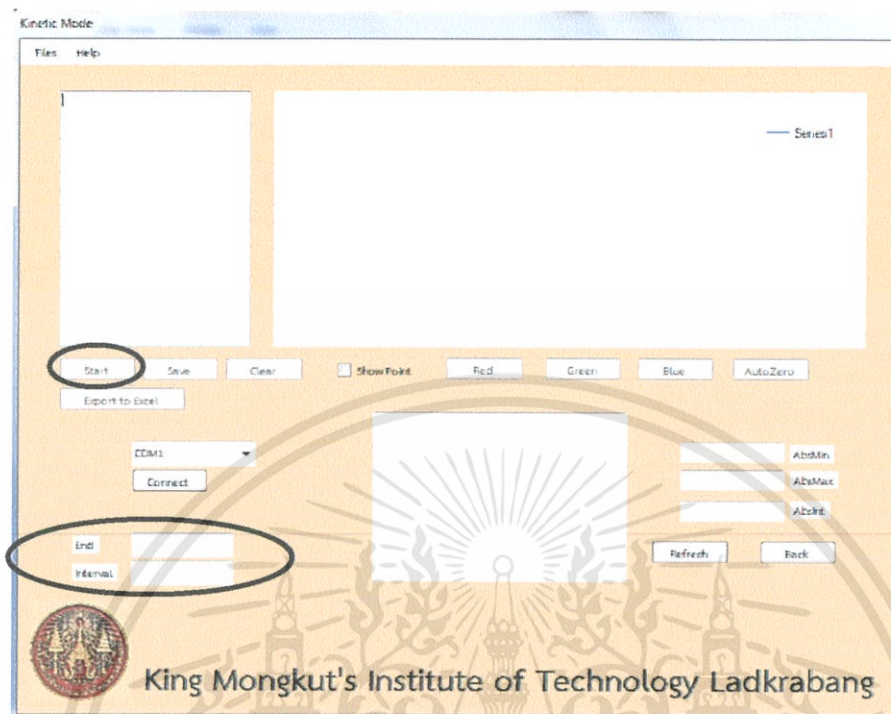 Kinetic Mode
Files Help
Series1
Start Save Clear Show Point Red Green Blue AutoZero
Export to Excel
COM1 AbsMin
Connect AbsMax
AbsInt
End Refresh Back
Interval
King Mongkut's Institute of Technology Ladkrabang